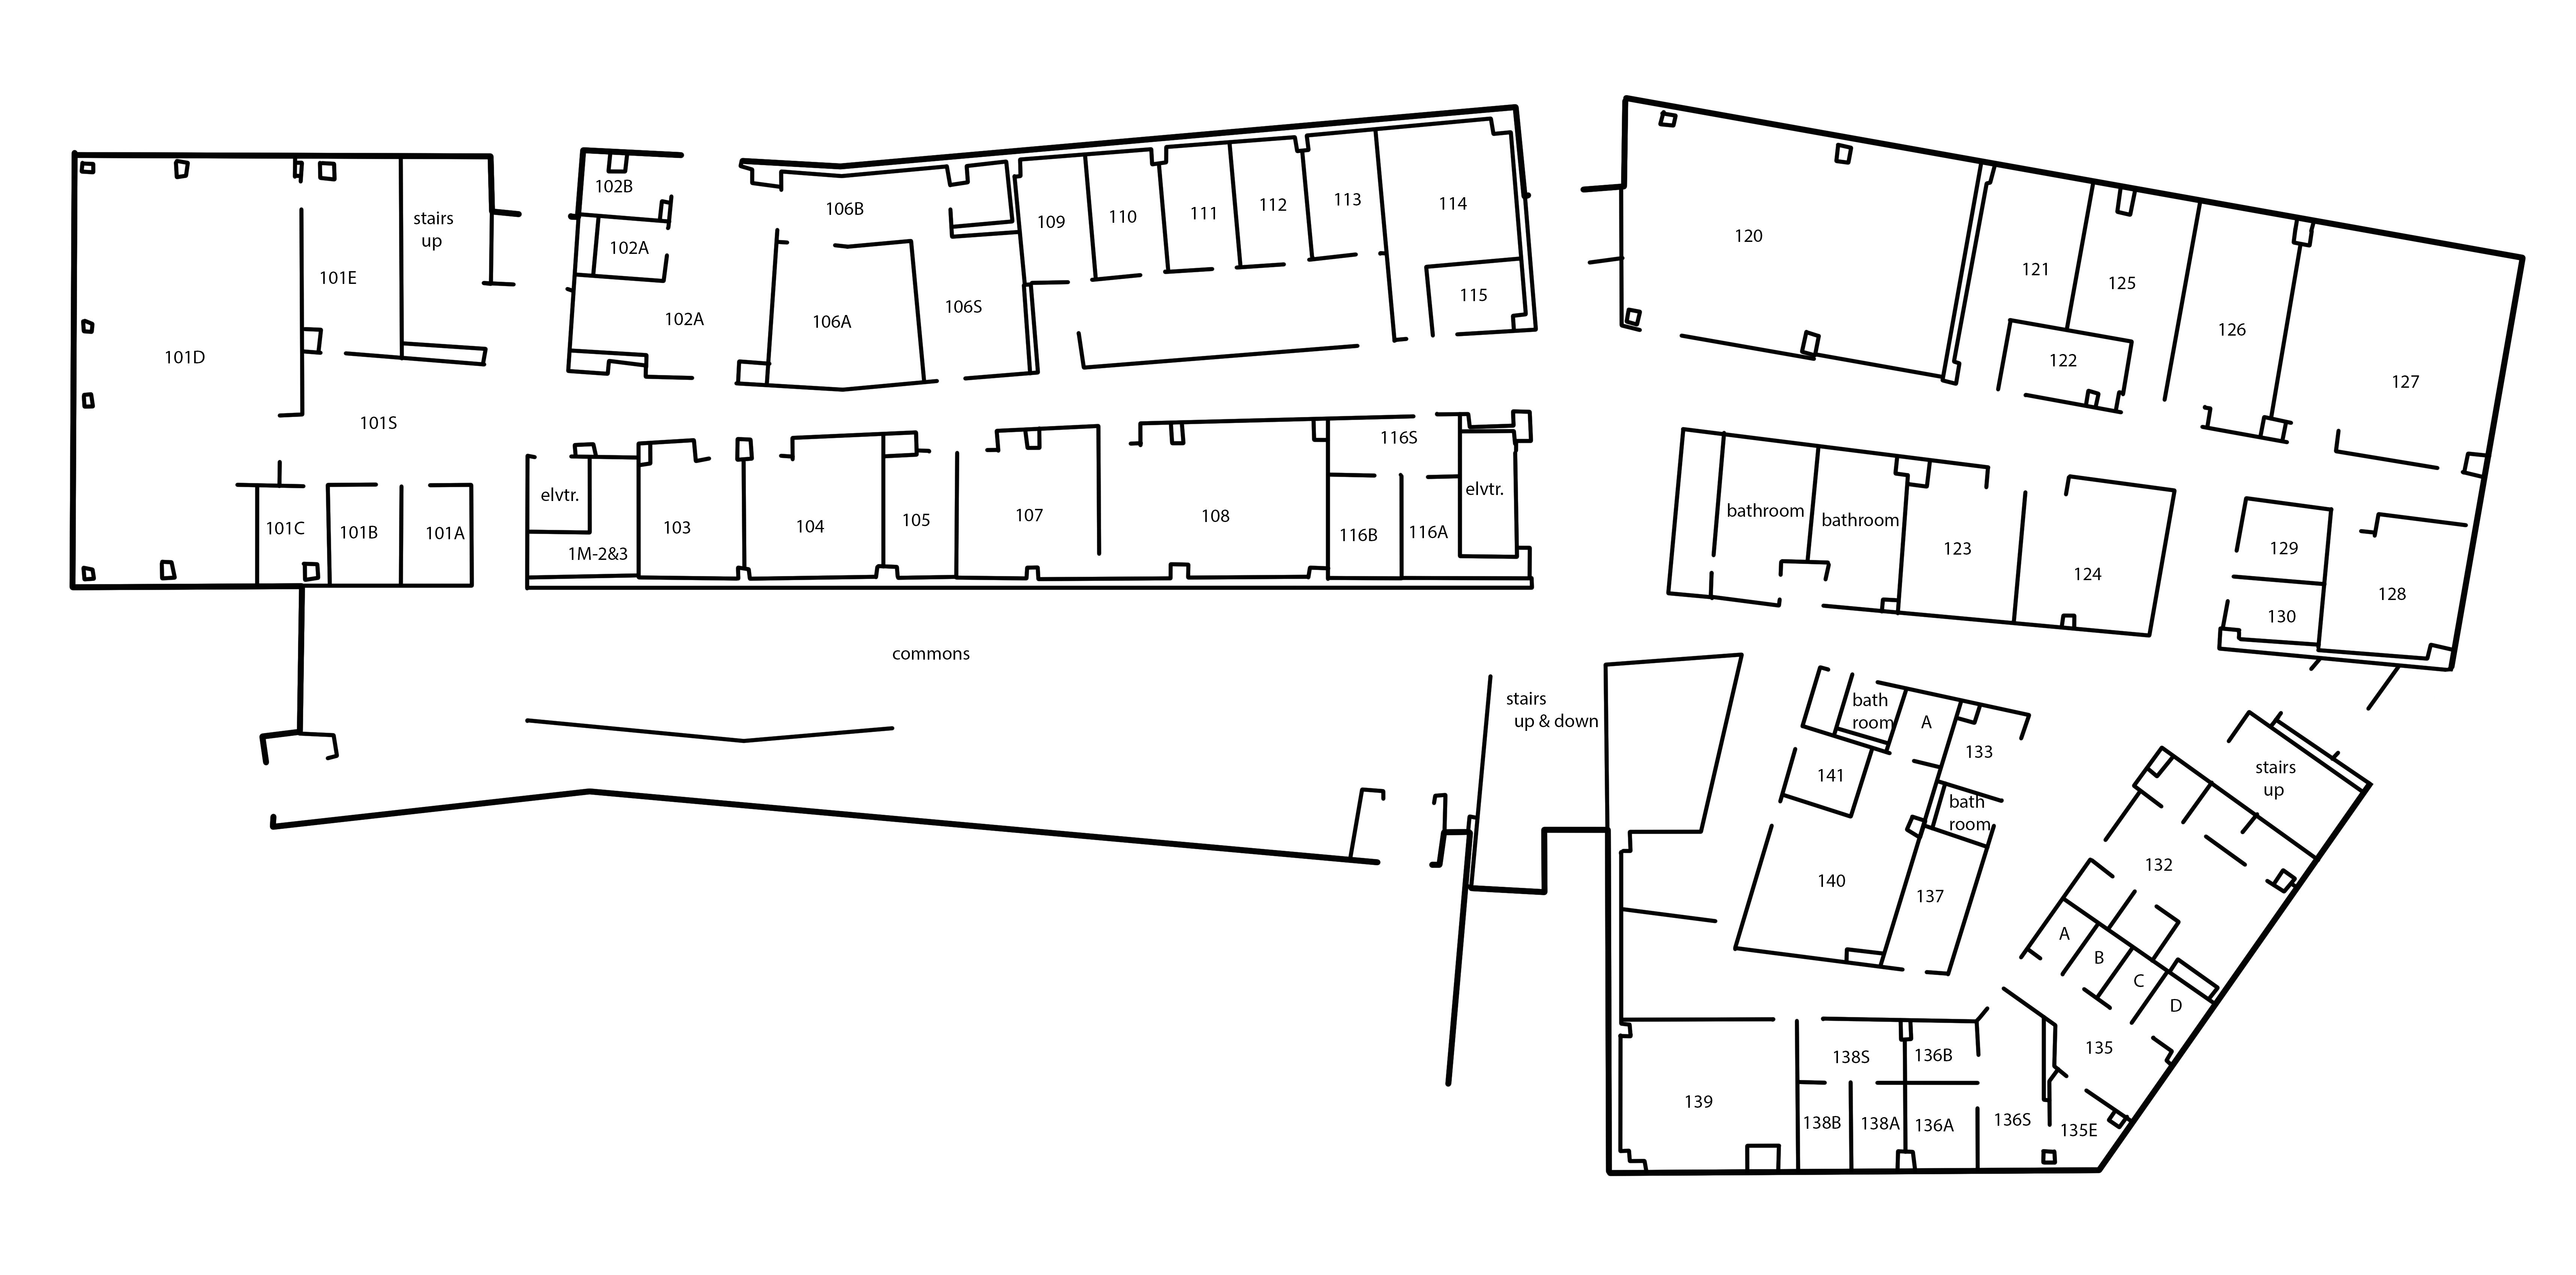 102B
106B
109
110
111
112
113
114
stairs
up
102A
101E
120
121
125
115
106S
102A
106A
126
122
101D
127
101S
116S
elvtr.
elvtr.
bathroom
bathroom
101C
101B
101A
1M-2&3
103
104
105
107
108
116B
116A
123
124
129
128
130
commons
stairs
up & down
bath
room
A
133
141
stairs
up
bath
room
132
140
137
A
B
C
D
135
138S
136B
139
138B
138A
136A
136S
135E